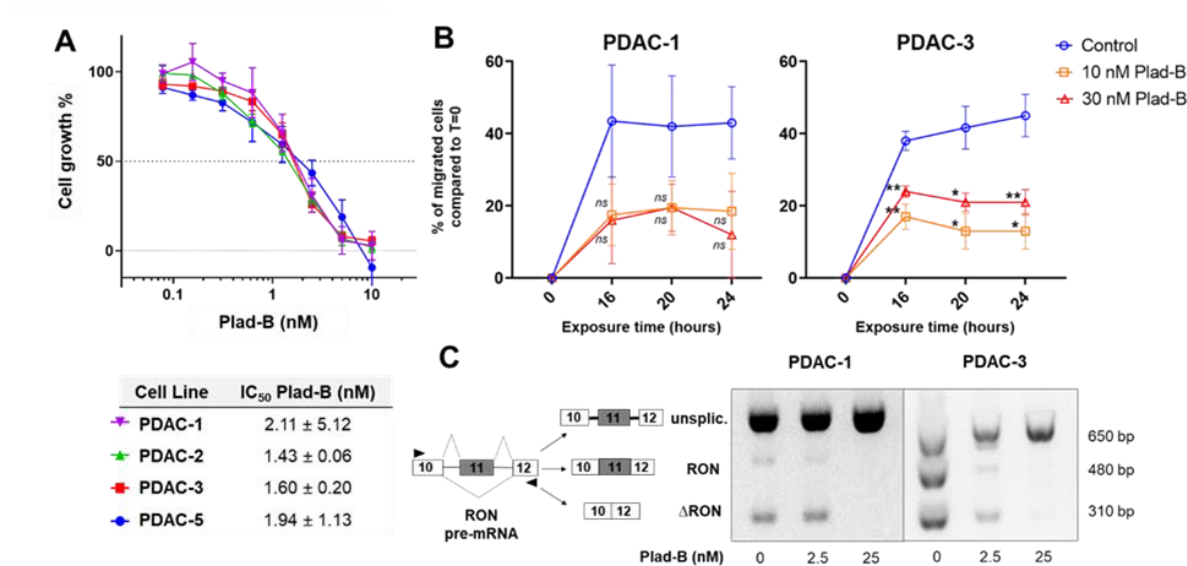 A
Cell growth %
100
50
0
0.1
1
10
Plad-B (nM)
Cell Line IC50 Plad-B (nM)
PDAC-1 2.11 ± 5.12
PDAC-2 1.43 ± 0.06
PDAC-3 1.60 ± 0.20
PDAC-5 1.94 ± 1.13
B
PDAC-1
% of migrated cells
compared to T=0
60
40
20
0
ns
ns
ns
ns
ns
ns
0
16
20
24
Exposure time (hours)
PDAC-3
60
40
20
0
**
**
*
*
**
*
0
16
20
24
Exposure time (hours)
Control
10 nM Plad-B
30 nM Plad-B
C
PDAC-1
PDAC-3
10 11 12
RON
pre-mRNA
10 11 12 unsplic.
10 11 12 RON
10 12 ΔRON
650 bp
480 bp
310 bp
Plad-B (nM) 0 2.5 25 0 2.5 25